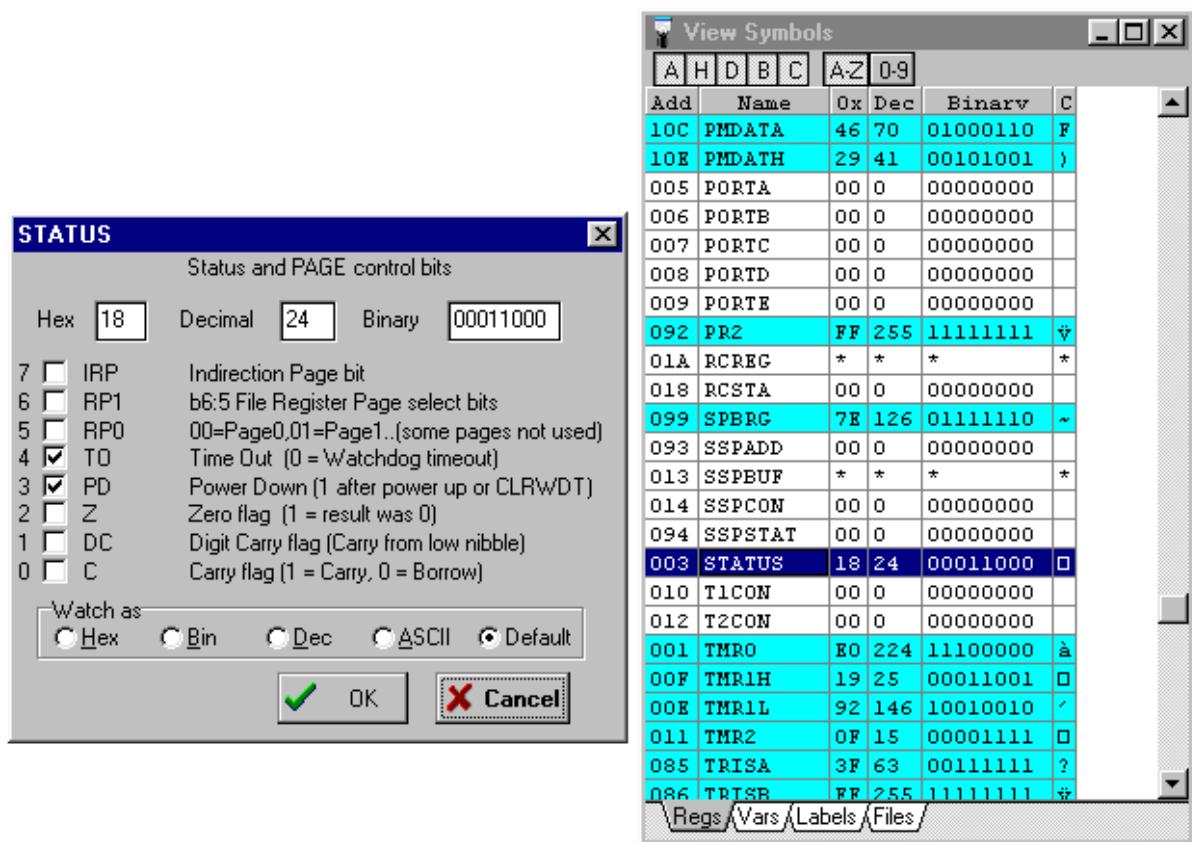 STATUS
Status and PAGE control bits
Hex 18 Decimal 24 Binary 00011000
7 IRP Indirection Page bit
6 RP1 b6:5 File Register Page select bits
5 RP0 00=Page0,01=Page1..(some pages not used)
4 TO Time Out (0 = Watchdog timeout)
3 PD Power Down (1 after power up or CLRWDT)
2 Z Zero flag (1 = result was 0)
1 DC Digit Carry flag (Carry from low nibble)
0 C Carry flag (1 = Carry, 0 = Borrow)
Watch as
Hex Bin Dec ASCII Default
OK Cancel
View Symbols
A H D B C A-Z 0-9
Add Name 0x Dec Binary C
10C PMDATA 46 70 01000110 F
10E PMDATH 29 41 00101001 )
005 PORTA 00 0 00000000
006 PORTB 00 0 00000000
007 PORTC 00 0 00000000
008 PORTD 00 0 00000000
009 PORTE 00 0 00000000
092 PR2 FF 255 11111111 ÿ
01A RCREG * * * *
018 RCSTA 00 0 00000000
099 SPBRG 7E 126 01111110 ~
093 SSPADD 00 0 00000000
013 SSPBUF * * * *
014 SSPCON 00 0 00000000
094 SSPSTAT 00 0 00000000
003 STATUS 18 24 00011000
010 T1CON 00 0 00000000
012 T2CON 00 0 00000000
001 TMR0 E0 224 11100000 à
00F TMR1H 19 25 00011001
00E TMR1L 92 146 10010010 ’
011 TMR2 0F 15 00001111
085 TRISA 3F 63 00111111 ?
086 TRISB FF 255 11111111 ÿ
Regs Vars Labels Files